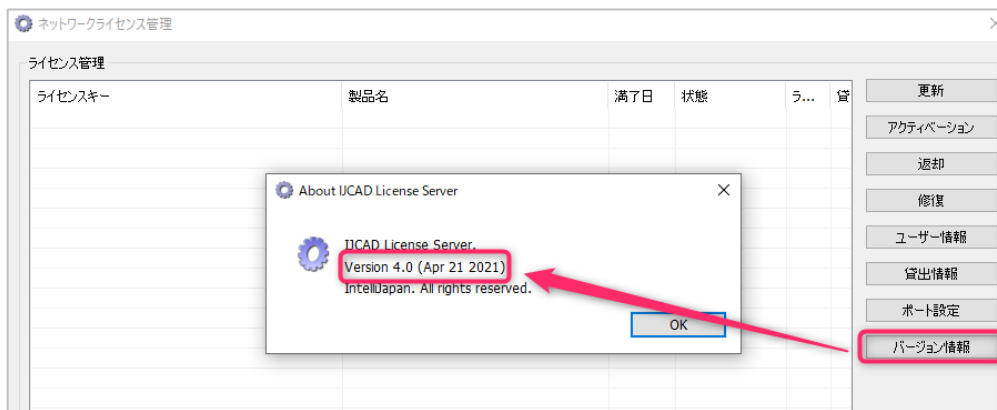 ネットワークライセンス管理
ライセンス管理
ライセンスキー 製品名 満了日 状態 ラ... 貸
更新
アクティベーション
返却
修復
ユーザー情報
貸出情報
ポート設定
バージョン情報
About IJCAD License Server
IJCAD License Server.
Version 4.0 (Apr 21 2021)
IntelliJapan. All rights reserved.
OK